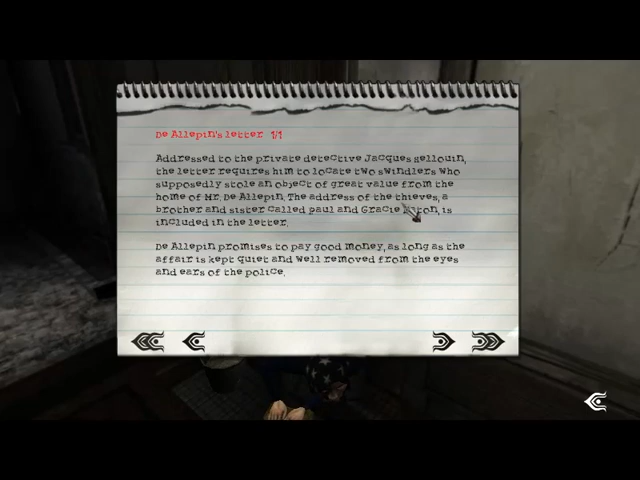 De Allepin's letter 1/1
Addressed to the private detective Jacques Sellouin,
the letter requires him to locate two swindlers who
supposedly stole an object of great value from the
home of Mr. De Allepin. The address of the thieves, a
brother and sister called Paul and Gracie is
included in the letter.
De Allepin promises to pay good money, as long as the
affair is kept quiet and well removed from the eyes
and ears of the police.